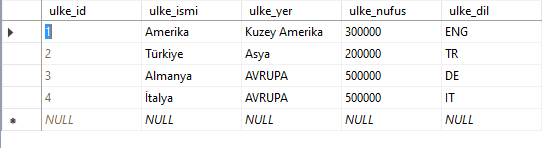 ulke_id ulke_ismi ulke_yer ulke_nufus ulke_dil
1 Amerika Kuzey Amerika 300000 ENG
2 Türkiye Asya 200000 TR
3 Almanya AVRUPA 500000 DE
4 İtalya AVRUPA 500000 IT
NULL NULL NULL NULL NULL